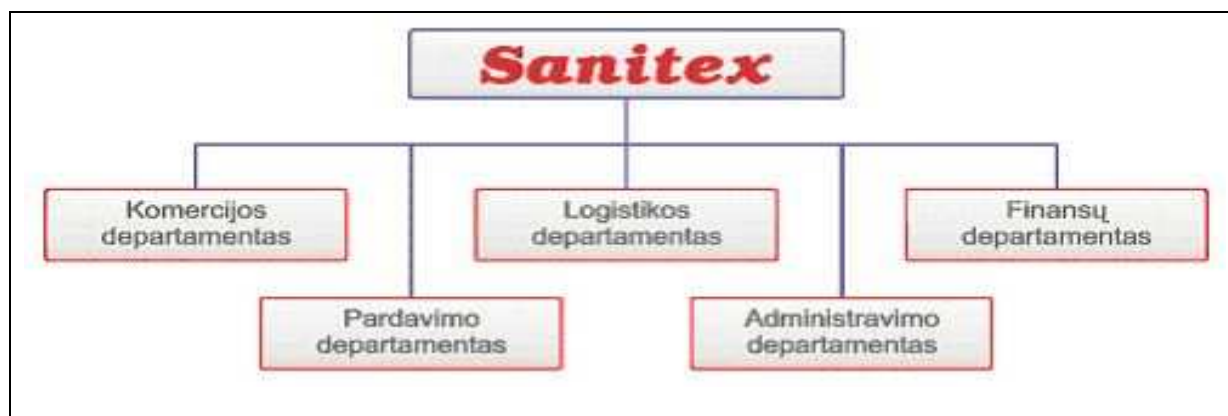 Sanitex
Komercijos
departamentas
Logistikos
departamentas
Finansų
departamentas
Pardavimo
departamentas
Administravimo
departamentas